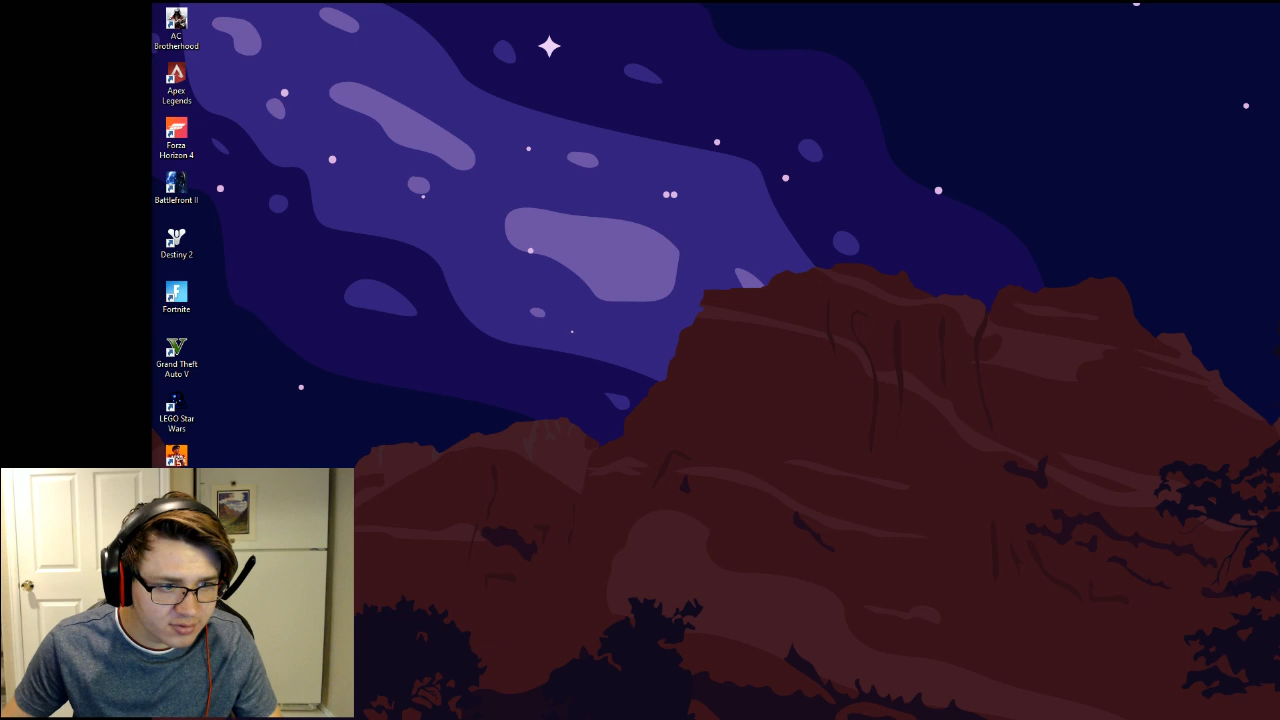 AC
Brotherhood
Apex
Legends
Forza
Horizon 4
Battlefront II
Destiny 2
Fortnite
Grand Theft
Auto V
LEGO Star
Wars